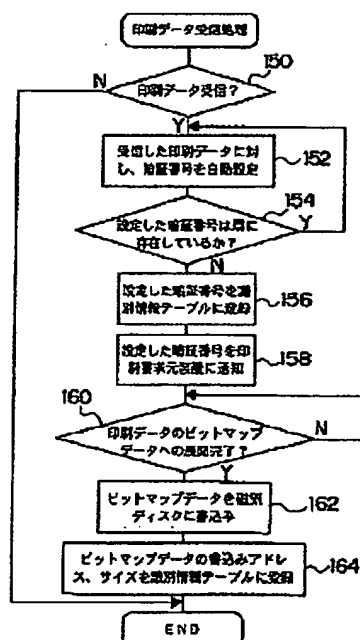 印刷データ受信処理
150
N
印刷データ受信?
Y
受信した印刷データに対
し、暗証番号を自動設定
152
154
設定した暗証番号は既に
存在しているか?
Y
N
設定した暗証番号を識
別情報テーブルに登録
156
設定した暗証番号を印
刷要求元装置に通知
158
160
印刷データのビットマップ
データへの展開完了?
N
Y
ビットマップデータを磁気
ディスクに書込み
162
ビットマップデータの書込みアドレ
ス、サイズを識別情報テーブルに登録
164
END